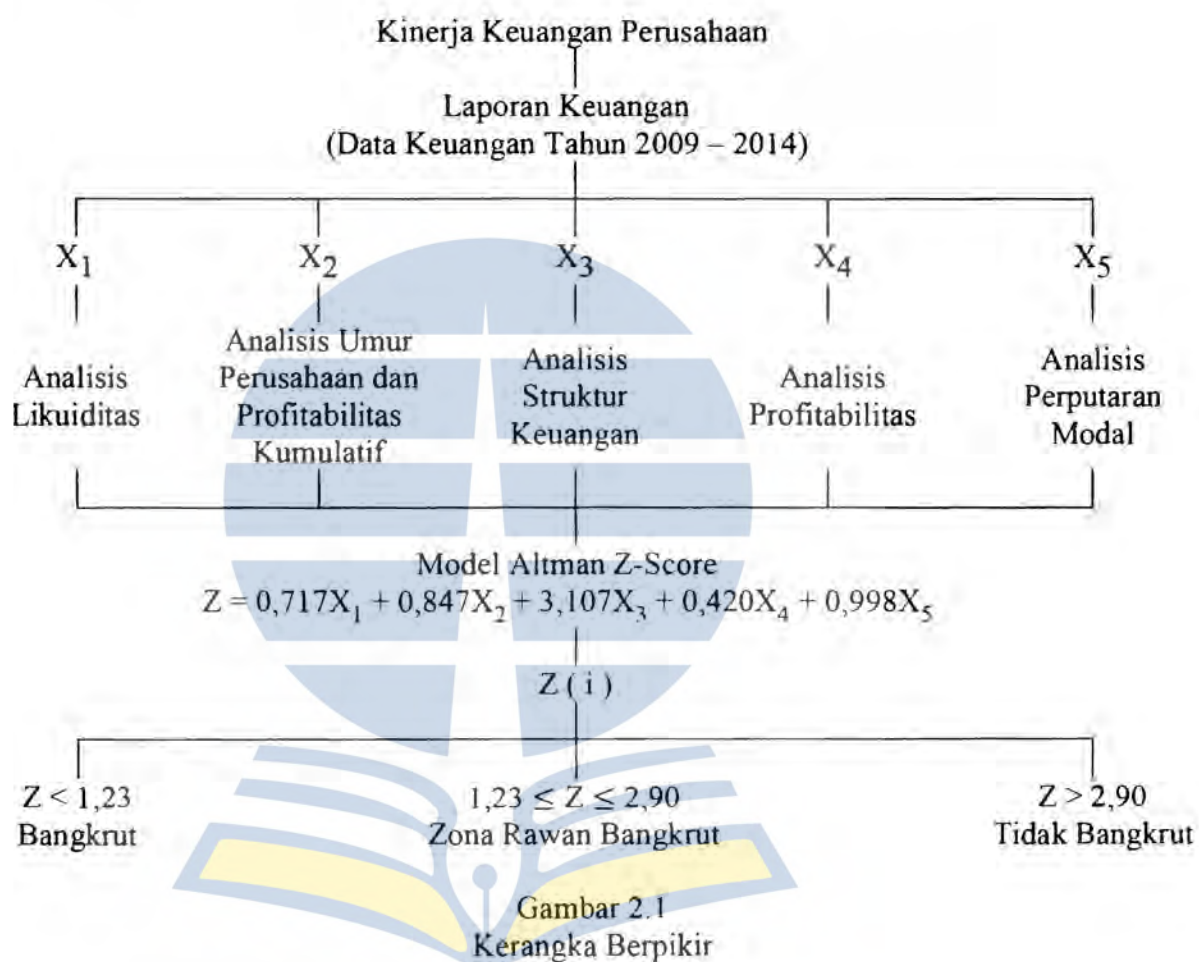 Kinerja Keuangan Perusahaan
Laporan Keuangan
(Data Keuangan Tahun 2009 – 2014)
X₁ X₂ X₃ X₄ X₅
Analisis
Likuiditas
Analisis Umur
Perusahaan dan
Profitabilitas
Kumulatif
Analisis
Struktur
Keuangan
Analisis
Profitabilitas
Analisis
Perputaran
Modal
Model Altman Z-Score
Z = 0,717X₁ + 0,847X₂ + 3,107X₃ + 0,420X₄ + 0,998X₅
Z ( i )
Z < 1,23
Bangkrut
1,23 ≤ Z ≤ 2,90
Zona Rawan Bangkrut
Z > 2,90
Tidak Bangkrut
Gambar 2.1
Kerangka Berpikir